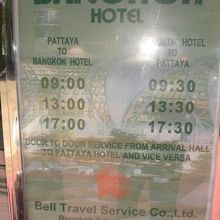 BANGKOK
HOTEL
PATTAYA
TO
BANGKOK HOTEL
BANGKOK HOTEL
TO
PATTAYA
09:00 09:30
13:00 13:30
17:00 17:30
DOOR TO DOOR SERVICE FROM ARRIVAL HALL
TO PATTAYA HOTEL AND VICE VERSA
Bell Travel Service Co.,Ltd.